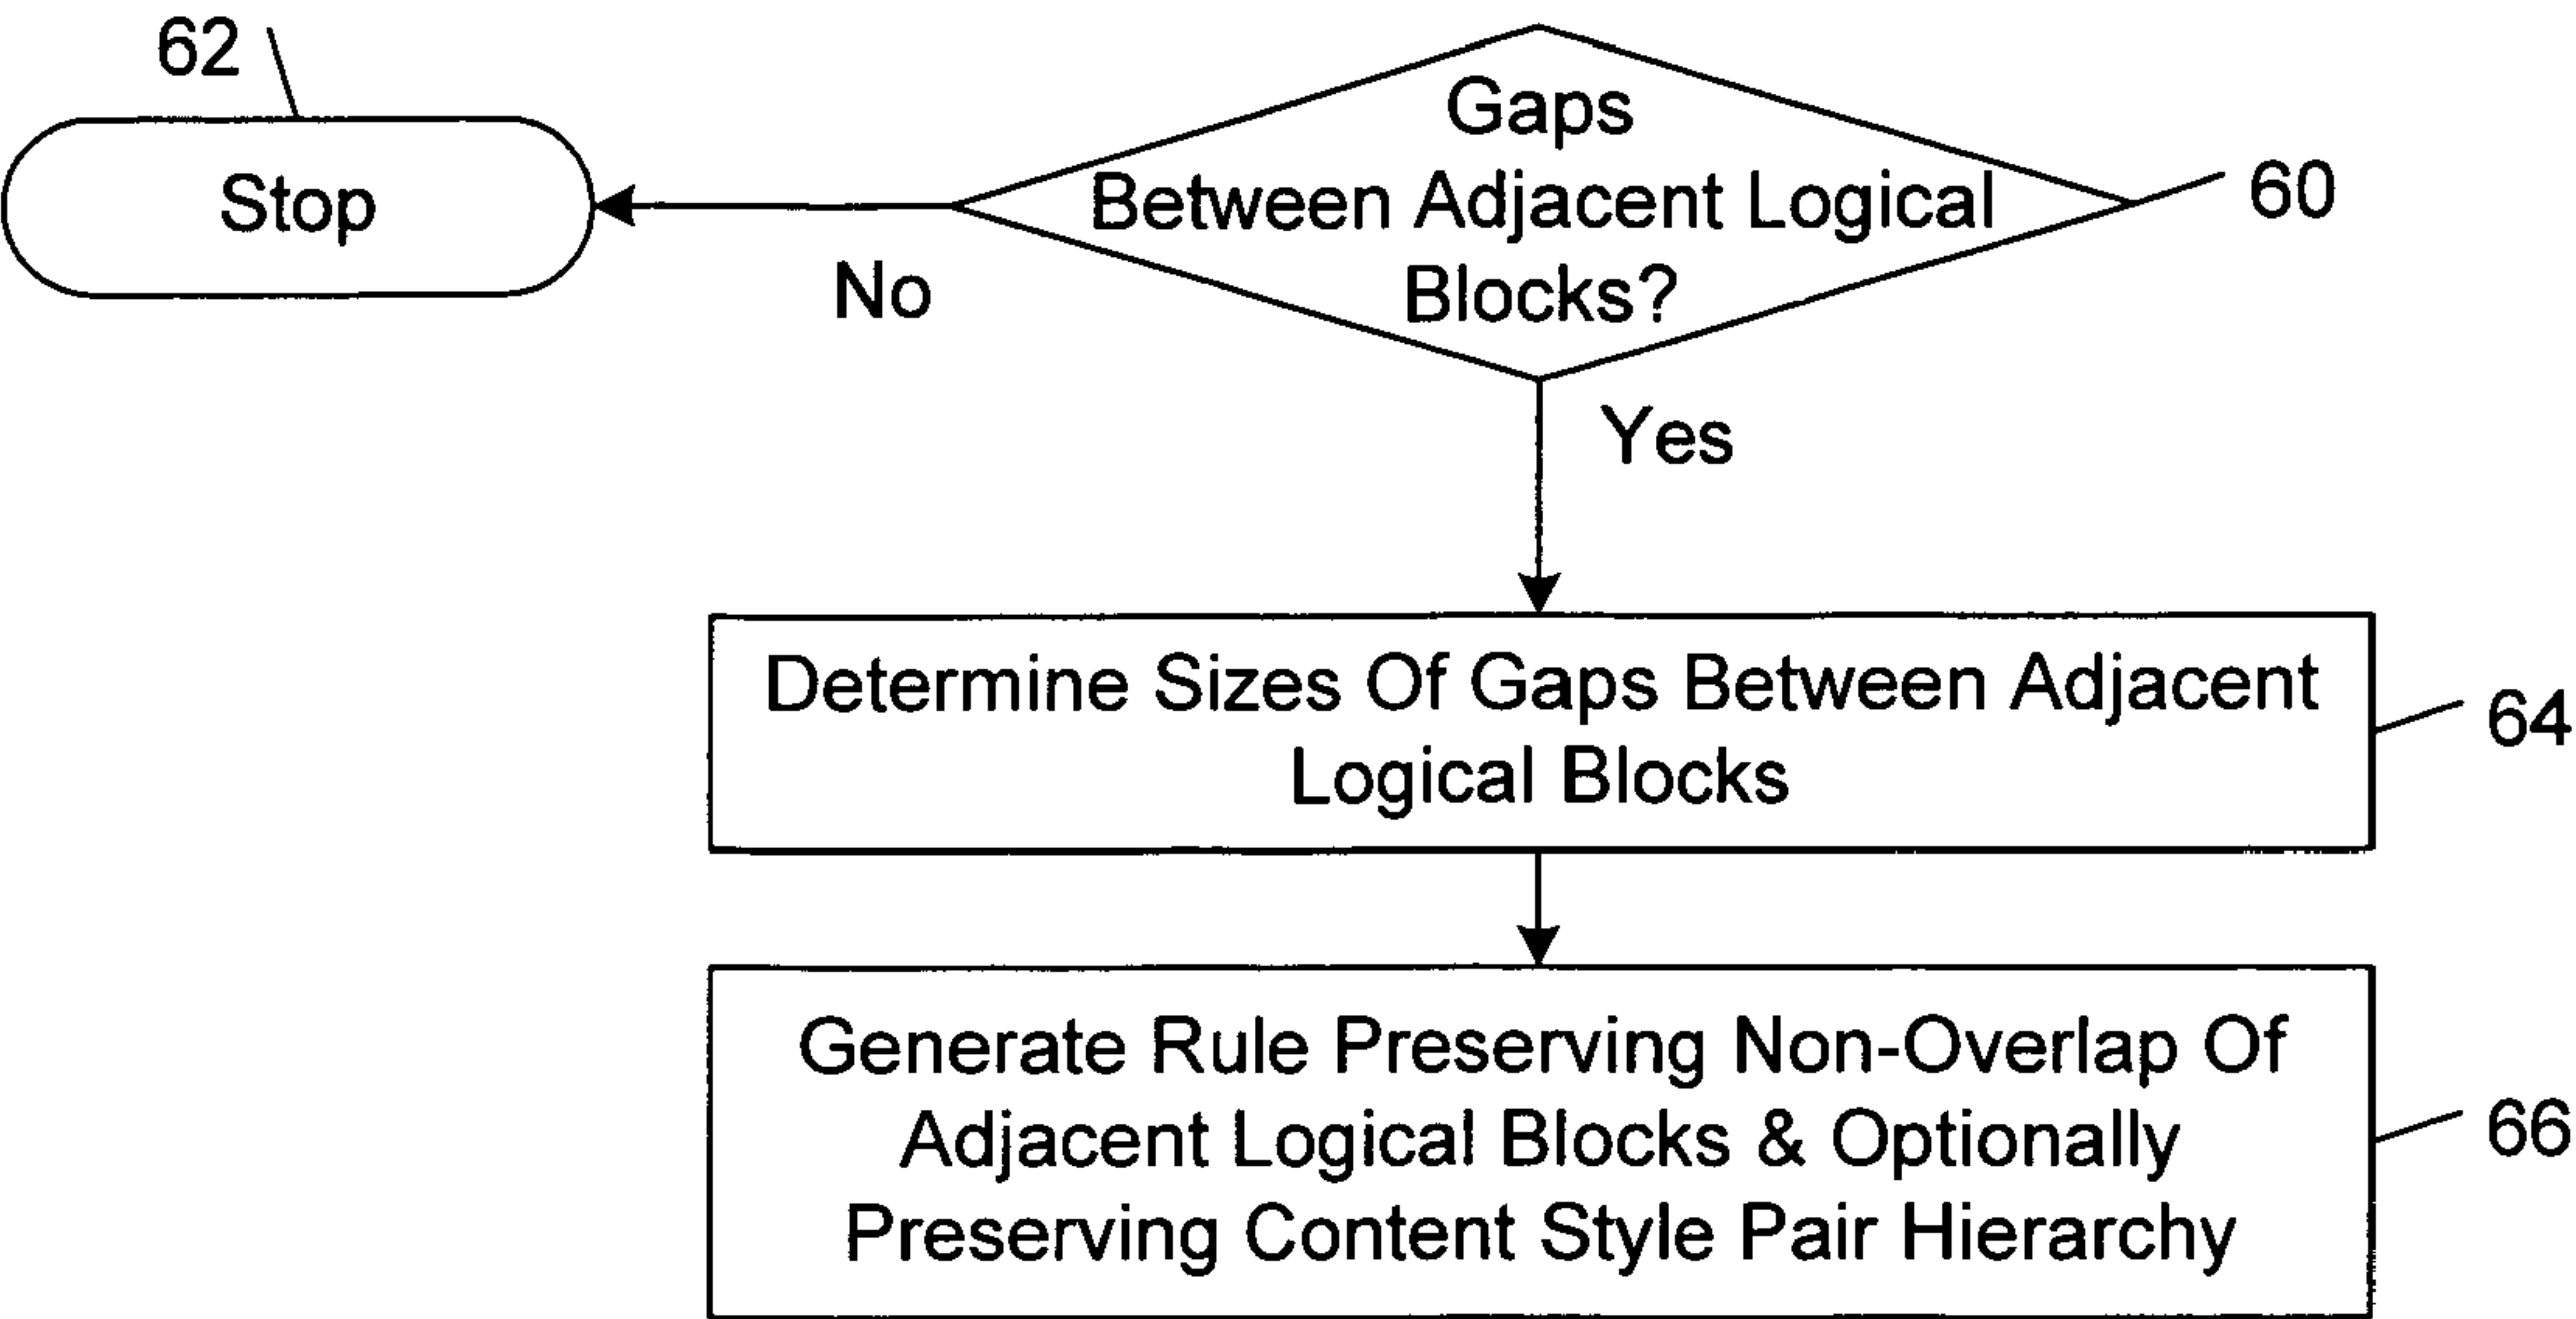 62
Stop
No
Gaps
Between Adjacent Logical
Blocks?
60
Yes
Determine Sizes Of Gaps Between Adjacent
Logical Blocks
64
Generate Rule Preserving Non-Overlap Of
Adjacent Logical Blocks & Optionally
Preserving Content Style Pair Hierarchy
66